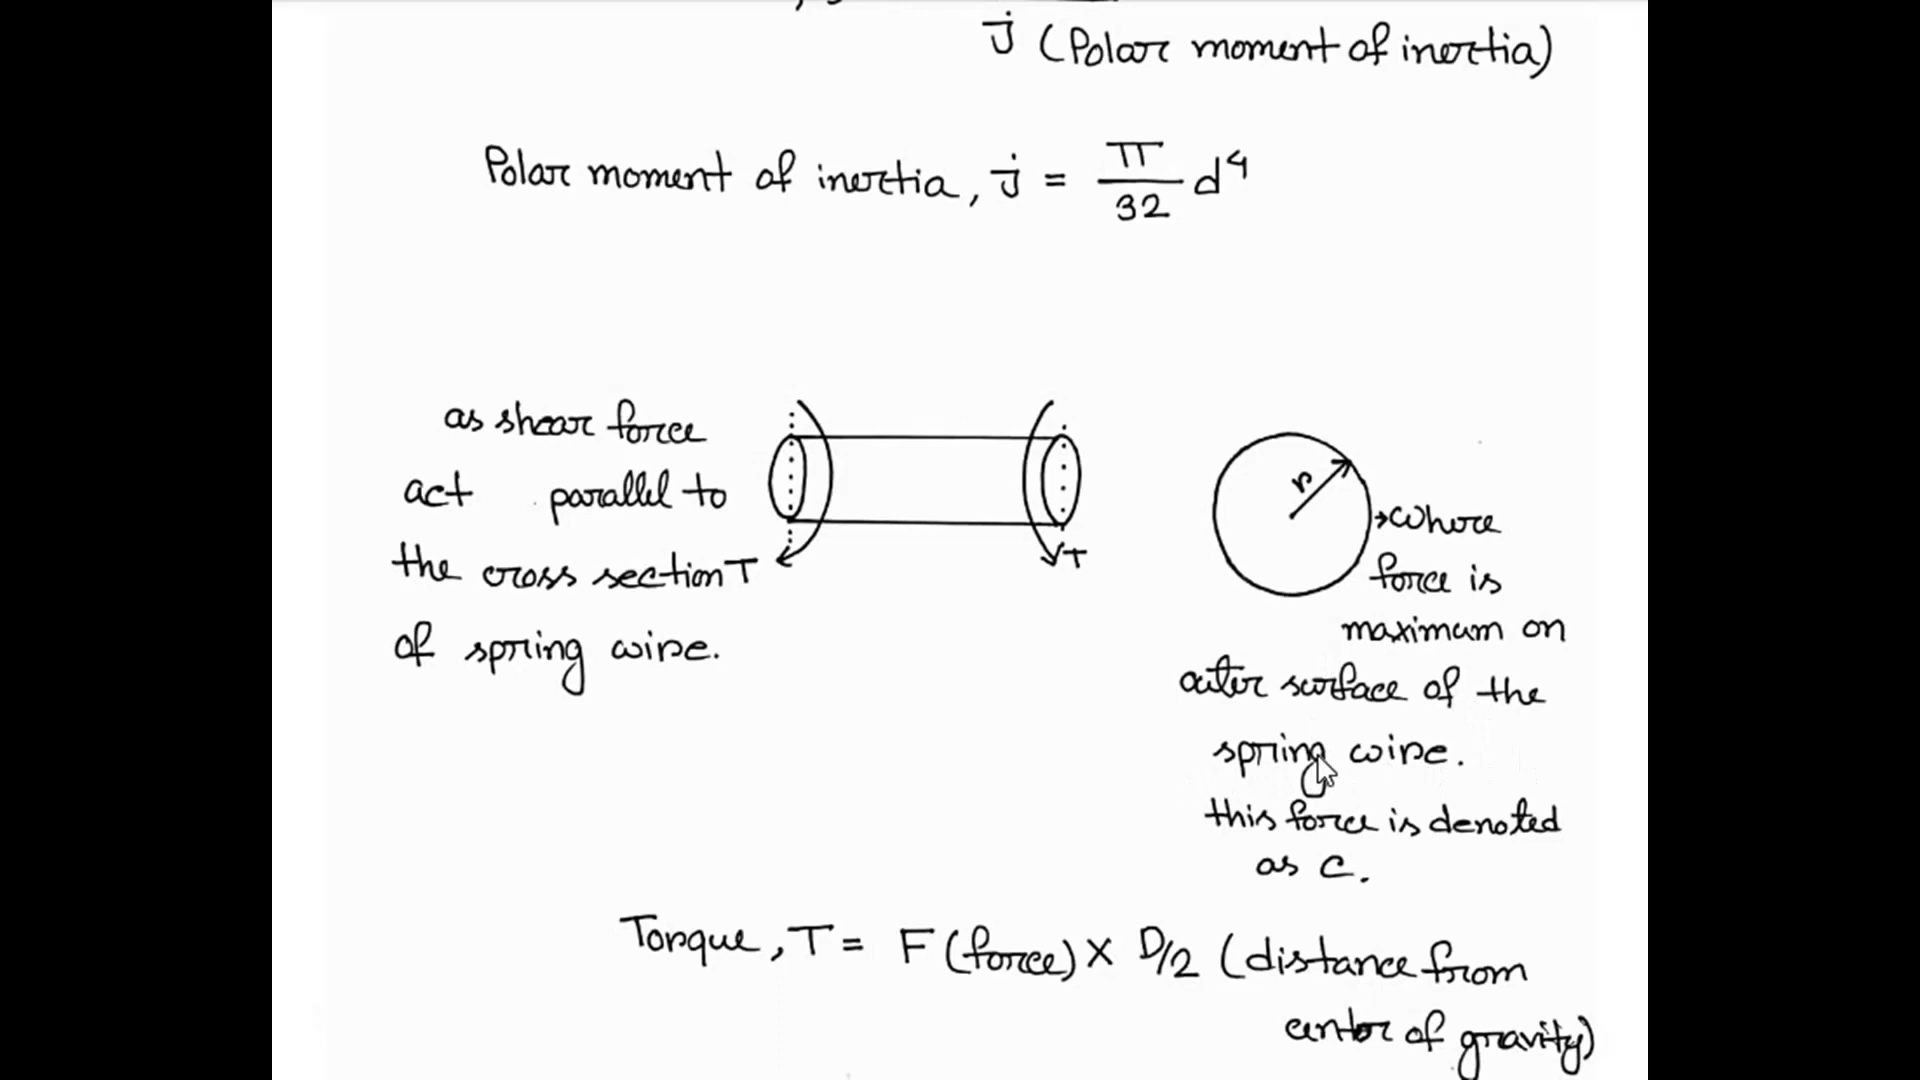 j (Polar moment of inertia)
Polar moment of inertia, j = π/32 d⁴
as shear force
act parallel to
the cross section T
of spring wire.
T
r
→ where
force is
maximum on
outer surface of the
spring wire.
this force is denoted
as c.
Torque, T = F (force) X D/2 (distance from
center of gravity)